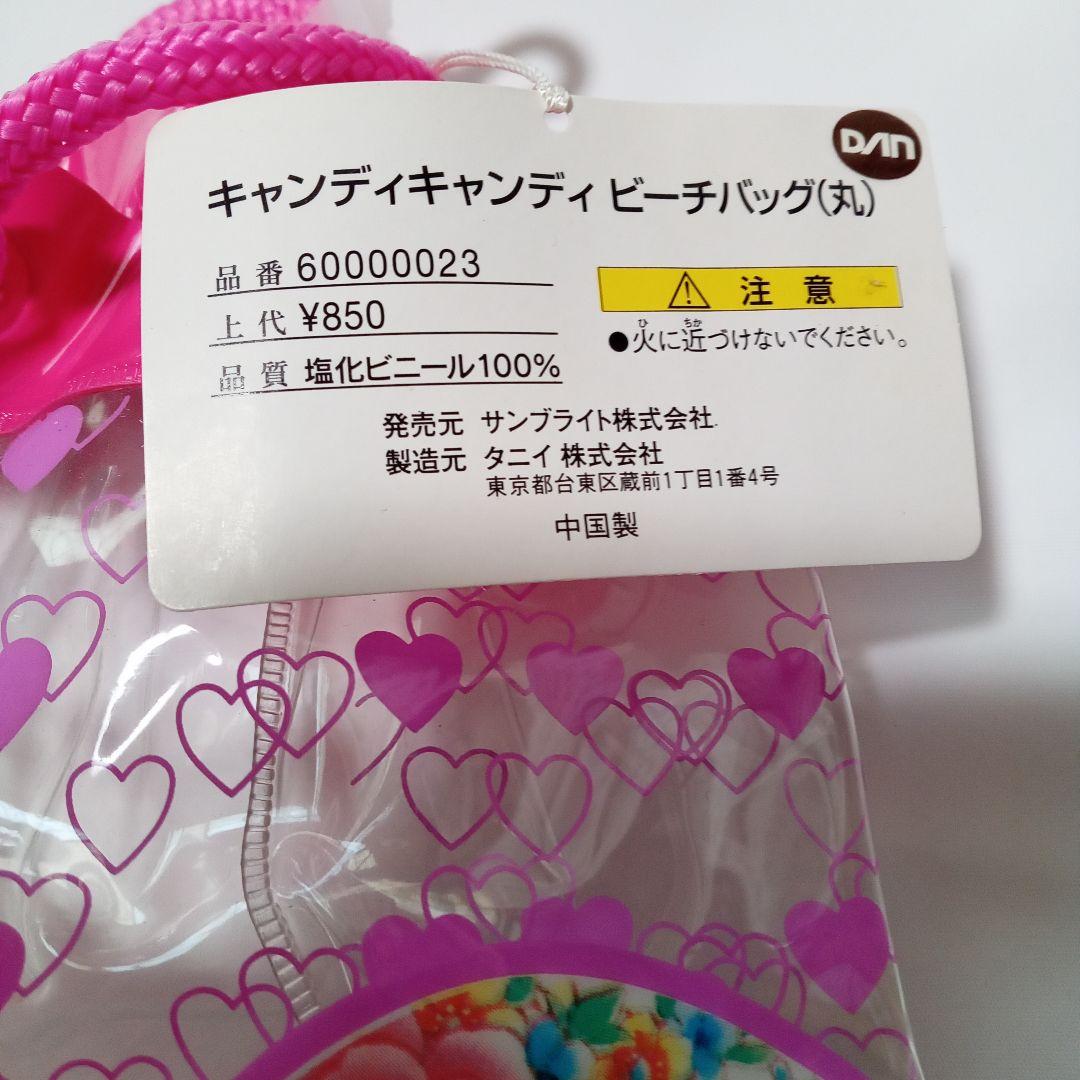 DAN
キャンディキャンディ ビーチバッグ(丸)
品番 60000023
上代 ¥850
品質 塩化ビニール100%
注意
●火に近づけないでください。
ひ ちか
発売元 サンブライト株式会社
製造元 タニイ 株式会社
東京都台東区蔵前1丁目1番4号
中国製